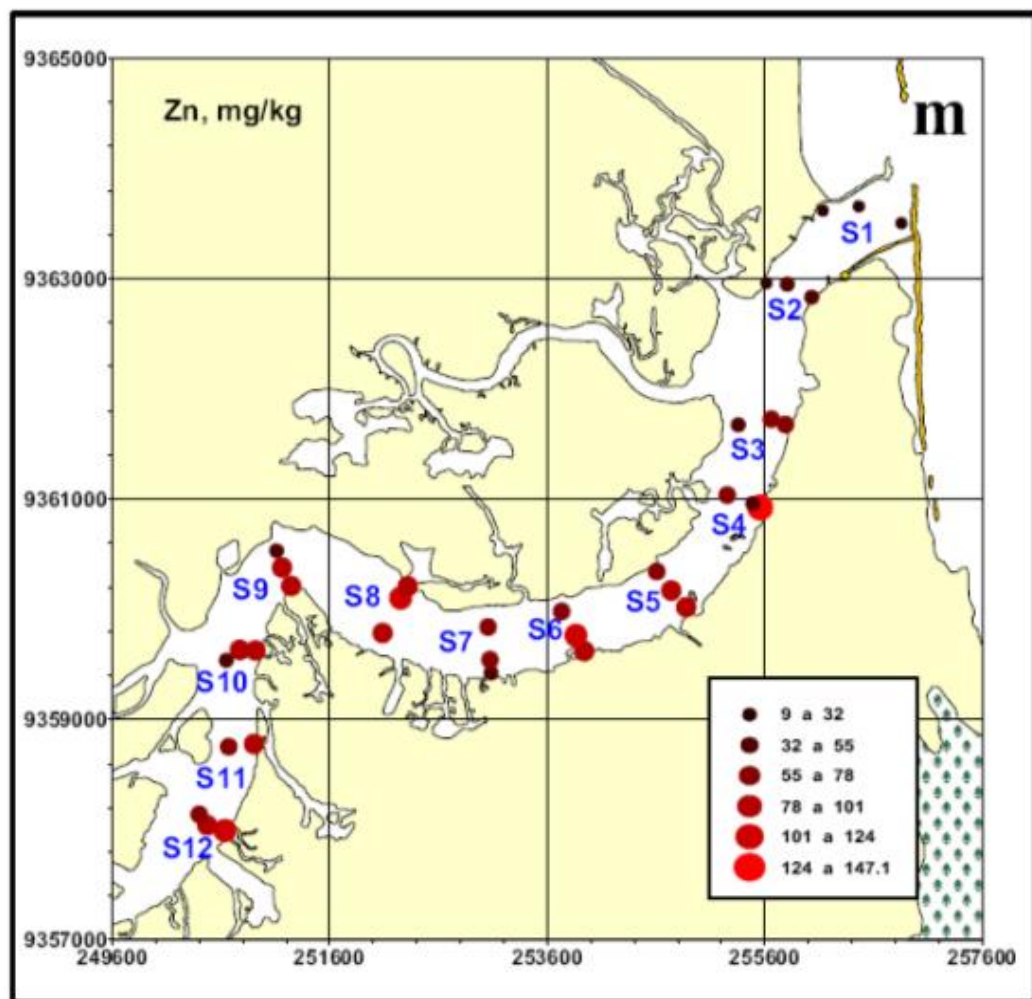 9365000
Zn, mg/kg
m
S1
9363000
S2
S3
9361000
S4
S9
S8
S5
S7
S6
S10
9359000
9 a 32
32 a 55
S11
55 a 78
78 a 101
S12
101 a 124
124 a 147.1
9357000
249600 251600 253600 255600 257600